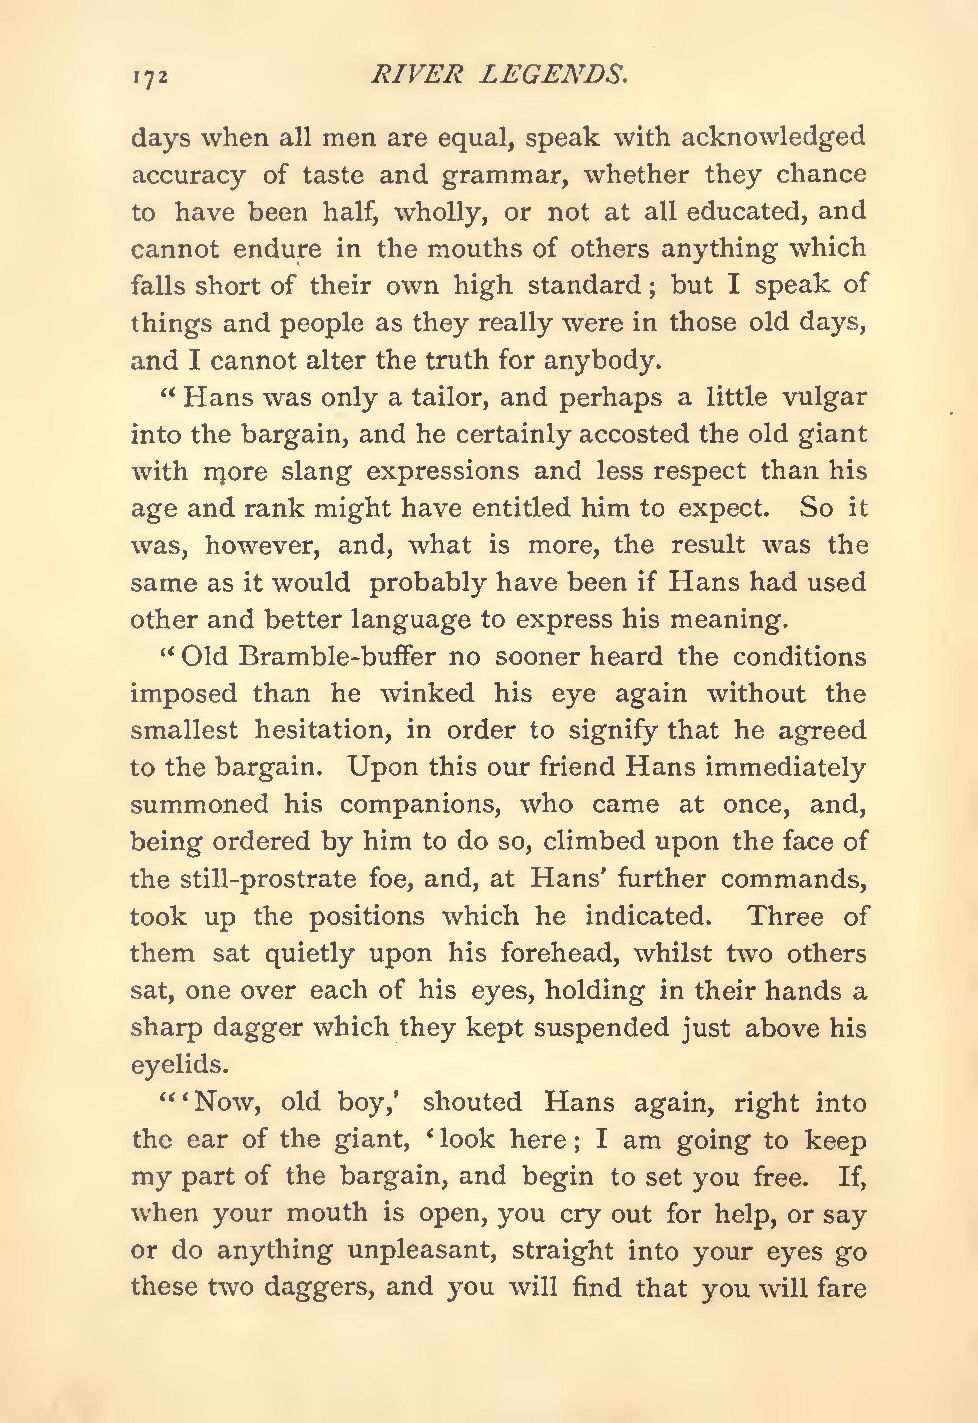 172 RIVER LEGENDS.
days when all men are equal, speak with acknowledged
accuracy of taste and grammar, whether they chance
to have been half, wholly, or not at all educated, and
cannot endure in the mouths of others anything which
falls short of their own high standard; but I speak of
things and people as they really were in those old days,
and I cannot alter the truth for anybody.
“Hans was only a tailor, and perhaps a little vulgar
into the bargain, and he certainly accosted the old giant
with more slang expressions and less respect than his
age and rank might have entitled him to expect. So it
was, however, and, what is more, the result was the
same as it would probably have been if Hans had used
other and better language to express his meaning.
“Old Bramble-buffer no sooner heard the conditions
imposed than he winked his eye again without the
smallest hesitation, in order to signify that he agreed
to the bargain. Upon this our friend Hans immediately
summoned his companions, who came at once, and,
being ordered by him to do so, climbed upon the face of
the still-prostrate foe, and, at Hans’ further commands,
took up the positions which he indicated. Three of
them sat quietly upon his forehead, whilst two others
sat, one over each of his eyes, holding in their hands a
sharp dagger which they kept suspended just above his
eyelids.
“‘Now, old boy,’ shouted Hans again, right into
the ear of the giant, ‘look here; I am going to keep
my part of the bargain, and begin to set you free. If,
when your mouth is open, you cry out for help, or say
or do anything unpleasant, straight into your eyes go
these two daggers, and you will find that you will fare